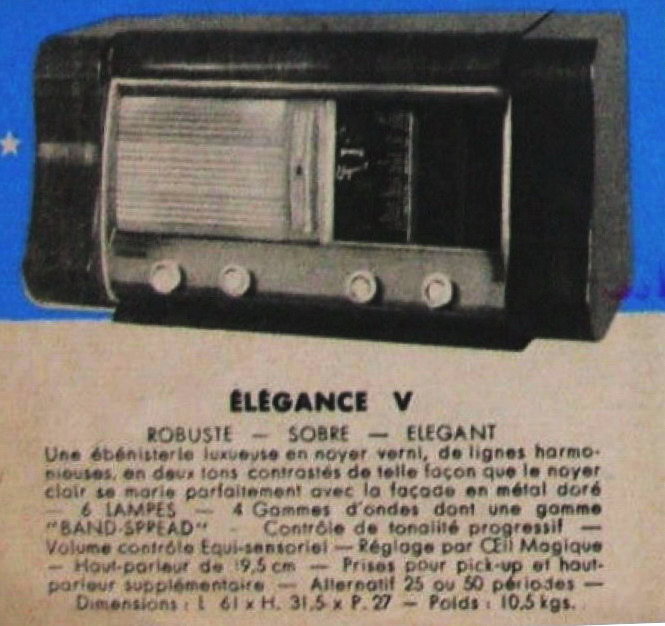 ÉLÉGANCE V
ROBUSTE — SOBRE — ELEGANT
Une ébénisterie luxueuse en noyer verni, de lignes harmo-
nieuses, en deux tons contrastés de telle façon que le noyer
clair se marie parfaitement avec la façade en métal doré
— 6 LAMPES — 4 Gammes d'ondes dont une gamme
"BAND-SPREAD" - Contrôle de tonalité progressif —
Volume contrôle Equi-sensoriel — Réglage par Œil Magique
— Haut-parleur de 19,5 cm — Prises pour pick-up et haut-
parleur supplémentaire — Alternatif 25 ou 50 périodes —
Dimensions : L 61 x H. 31,5 x P. 27 — Poids : 10,5 kgs.